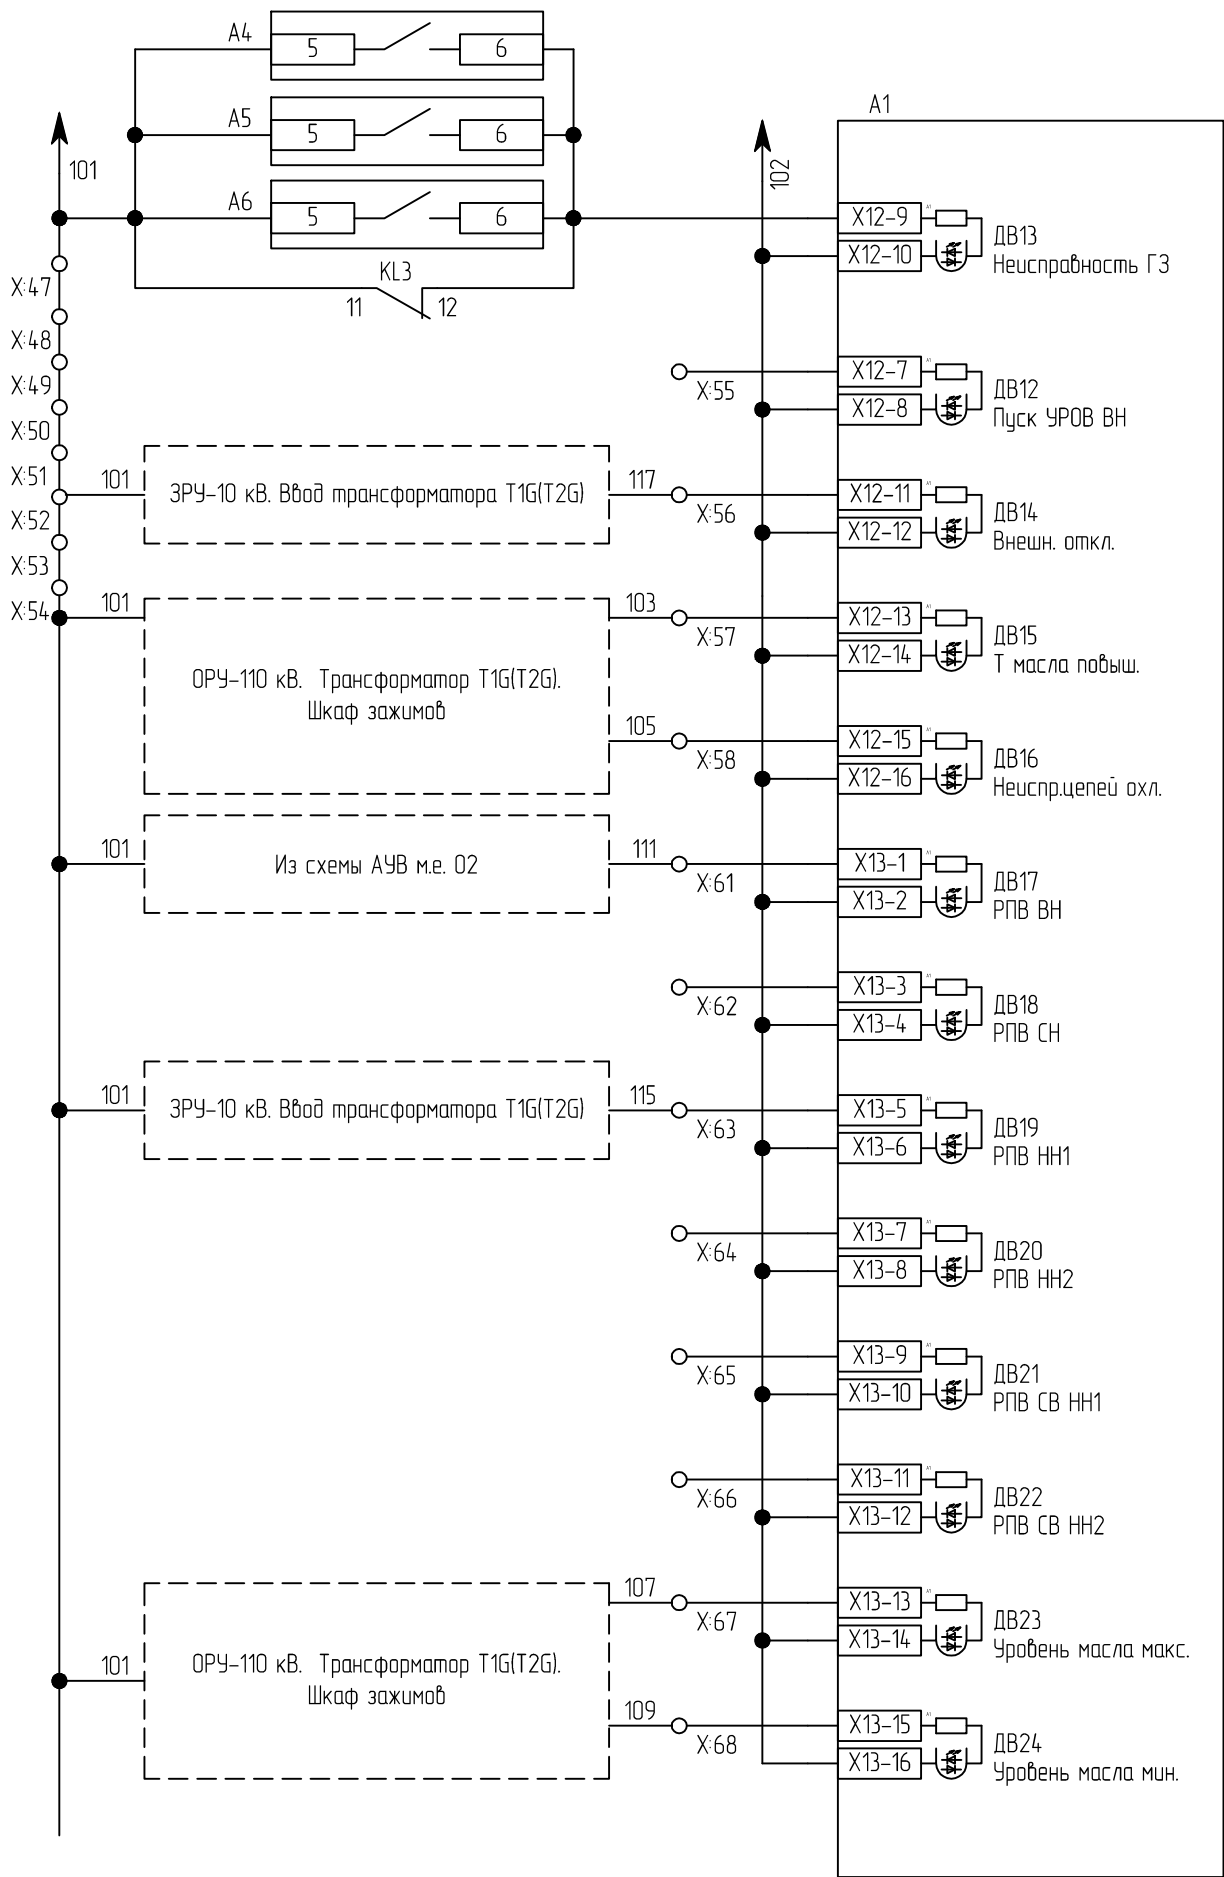 A4
5
6
A5
5
6
A6
5
6
101
KL3
11
12
102
A1
X:47
X:48
X:49
X:50
X:51
X:52
X:53
X:54
X12-9
X12-10
ДВ13
Неисправность ГЗ
X:55
X12-7
X12-8
ДВ12
Пуск УРОВ ВН
101
ЗРУ-10 кВ. Ввод трансформатора T1G(T2G)
117
X:56
X12-11
X12-12
ДВ14
Внешн. откл.
101
ОРУ-110 кВ. Трансформатор T1G(T2G).
Шкаф зажимов
103
X:57
X12-13
X12-14
ДВ15
Т масла повыш.
105
X:58
X12-15
X12-16
ДВ16
Неиспр.цепей охл.
101
Из схемы АУВ м.е. 02
111
X:61
X13-1
X13-2
ДВ17
РПВ ВН
X:62
X13-3
X13-4
ДВ18
РПВ СН
101
ЗРУ-10 кВ. Ввод трансформатора T1G(T2G)
115
X:63
X13-5
X13-6
ДВ19
РПВ НН1
X:64
X13-7
X13-8
ДВ20
РПВ НН2
X:65
X13-9
X13-10
ДВ21
РПВ СВ НН1
X:66
X13-11
X13-12
ДВ22
РПВ СВ НН2
101
ОРУ-110 кВ. Трансформатор T1G(T2G).
Шкаф зажимов
107
X:67
X13-13
X13-14
ДВ23
Уровень масла макс.
109
X:68
X13-15
X13-16
ДВ24
Уровень масла мин.